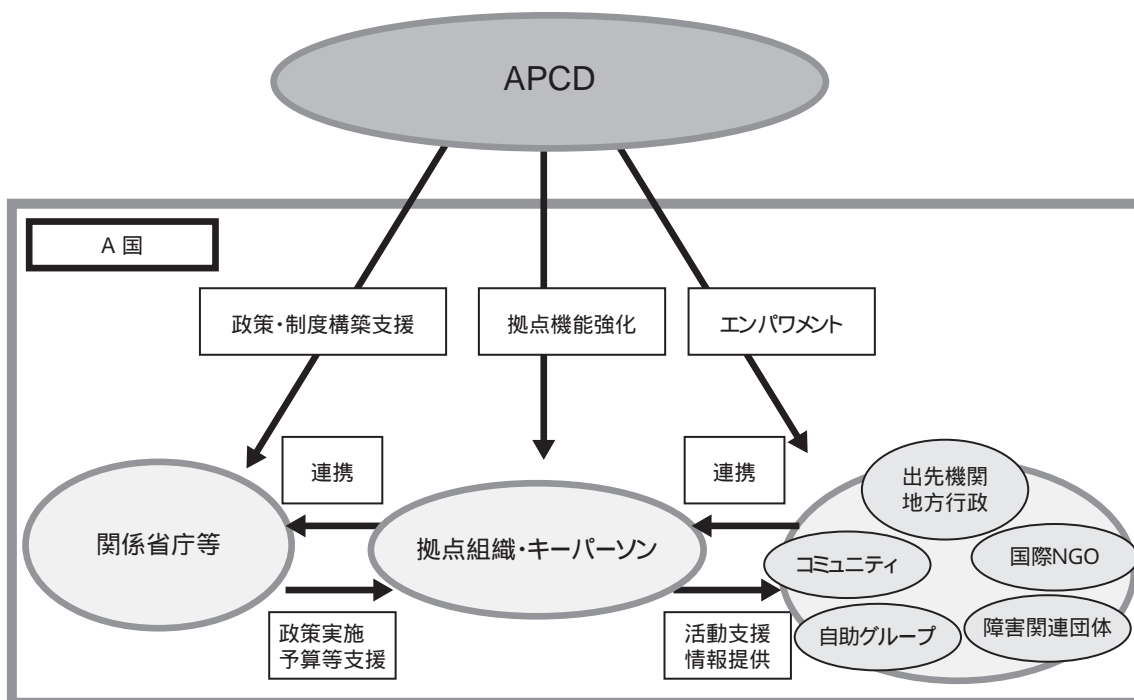 APCD
A 国
政策・制度構築支援
拠点機能強化
エンパワメント
連携
連携
出先機関
地方行政
関係省庁等
拠点組織・キーパーソン
コミュニティ
国際NGO
自助グループ
障害関連団体
政策実施
予算等支援
活動支援
情報提供